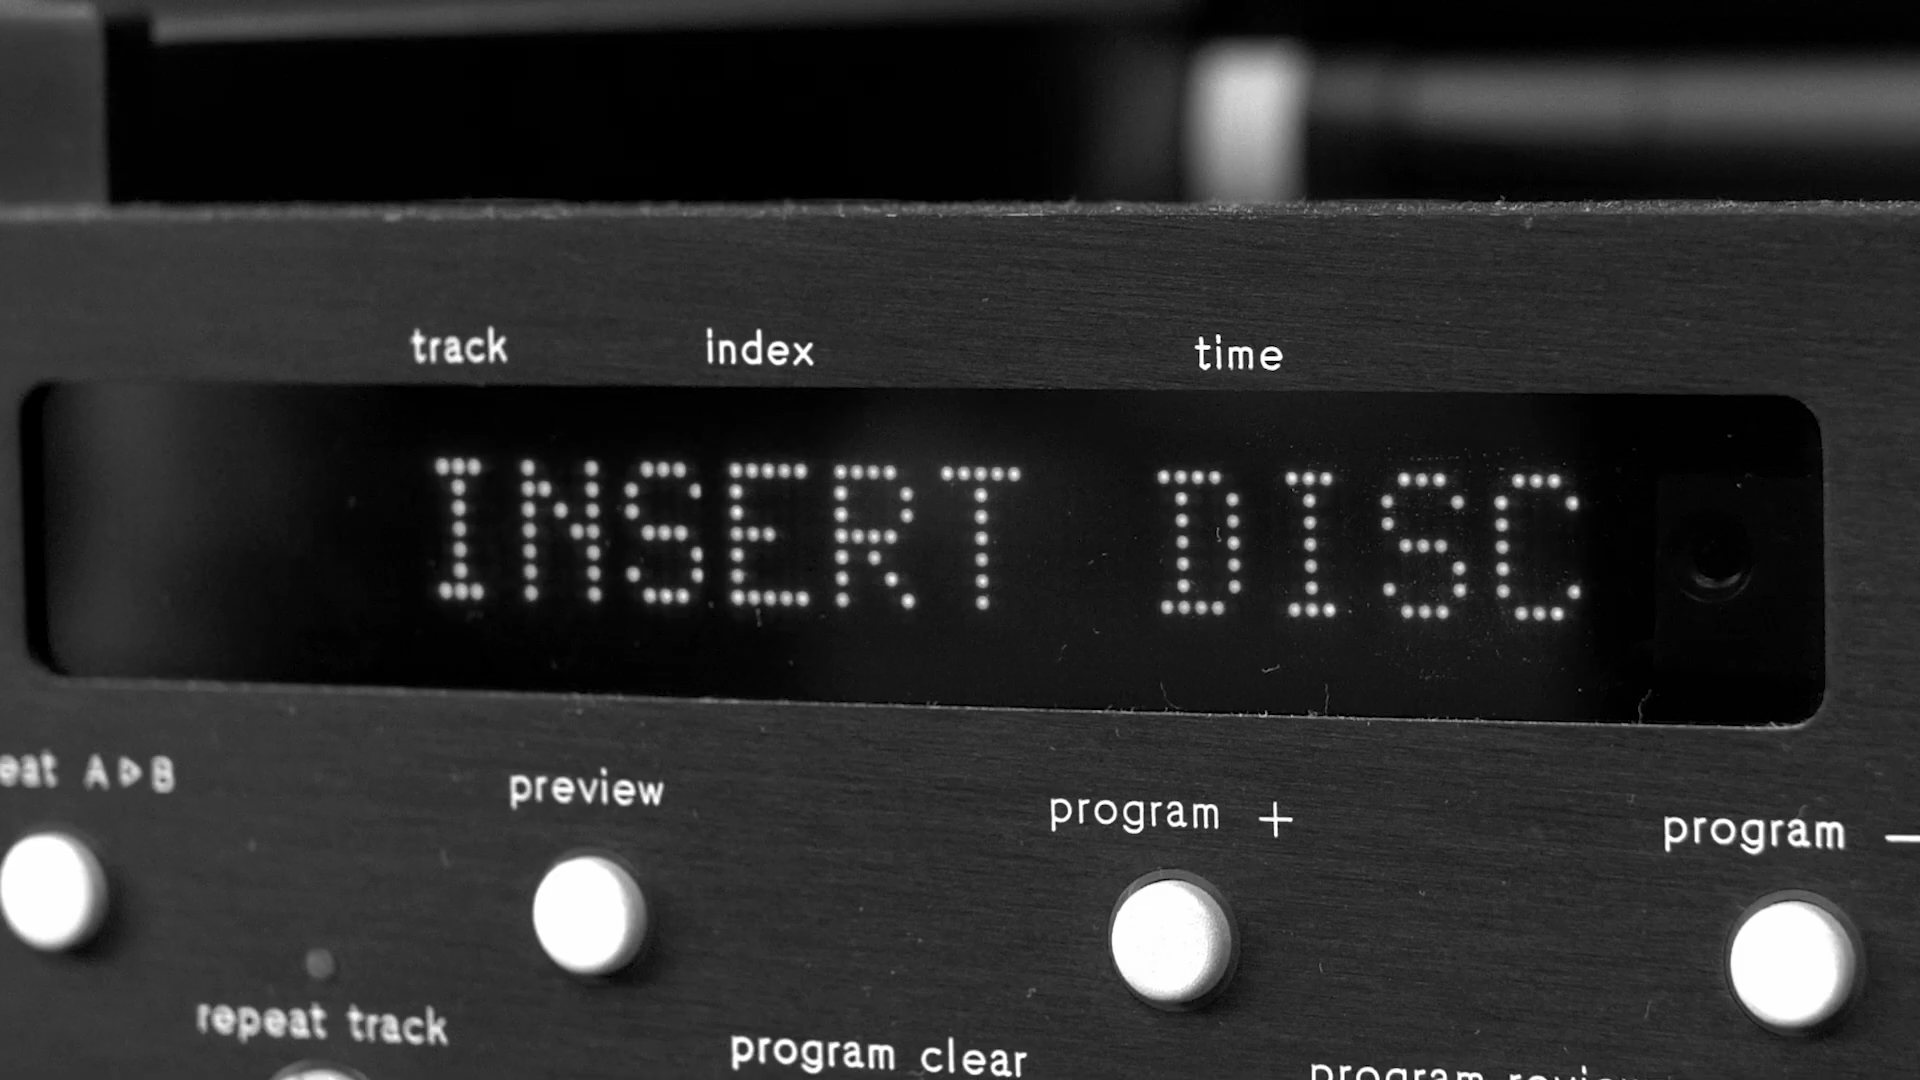 track index time
INSERT DISC
eat A▷B preview program + program –
repeat track
program clear
program review